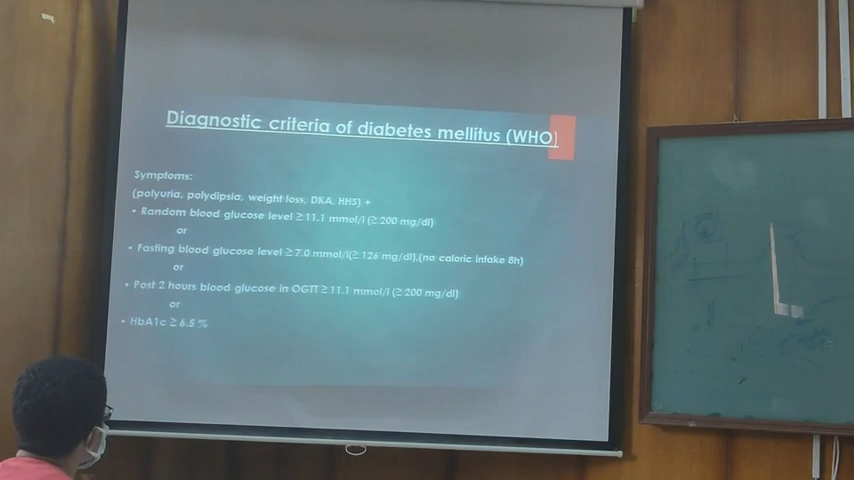 Diagnostic criteria of diabetes mellitus (WHO)
Symptoms:
(polyuria, polydipsia, weight loss, DKA, HHS) +
• Random blood glucose level ≥ 11.1 mmol/l (≥ 200 mg/dl)
or
• Fasting blood glucose level ≥ 7.0 mmol/l(≥ 126 mg/dl),(no caloric intake 8h)
or
• Post 2 hours blood glucose in OGTT ≥ 11.1 mmol/l (≥ 200 mg/dl)
or
• HbA1c ≥ 6.5 %